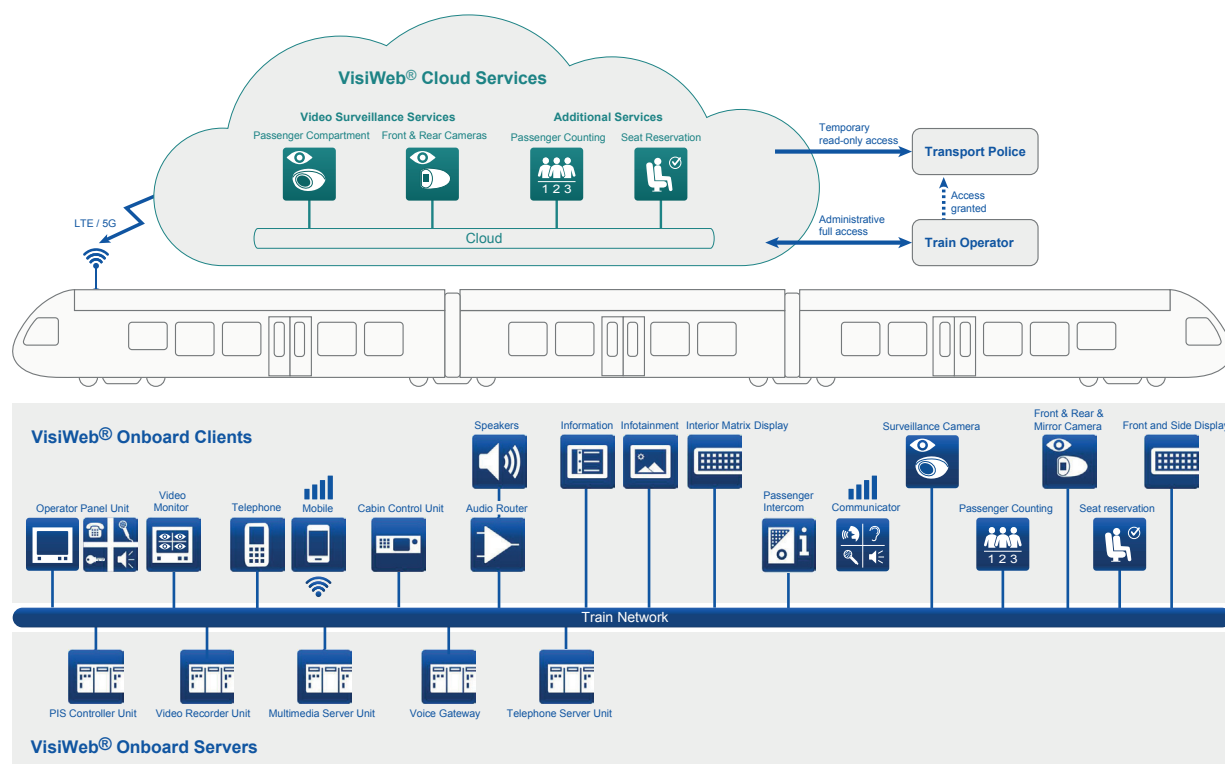 VisiWeb® Cloud Services
Video Surveillance Services
Additional Services
Passenger Compartment
Front & Rear Cameras
Passenger Counting
Seat Reservation
1 2 3
Cloud
LTE / 5G
Temporary
read-only access
Transport Police
Access
granted
Administrative
full access
Train Operator
VisiWeb® Onboard Clients
Speakers
Information
Infotainment
Interior Matrix Display
Surveillance Camera
Front & Rear &
Mirror Camera
Front and Side Display
Operator Panel Unit
Video
Monitor
Telephone
Mobile
Cabin Control Unit
Audio Router
Passenger
Intercom
Communicator
Passenger Counting
Seat reservation
i
1 2 3
Train Network
PIS Controller Unit
Video Recorder Unit
Multimedia Server Unit
Voice Gateway
Telephone Server Unit
VisiWeb® Onboard Servers